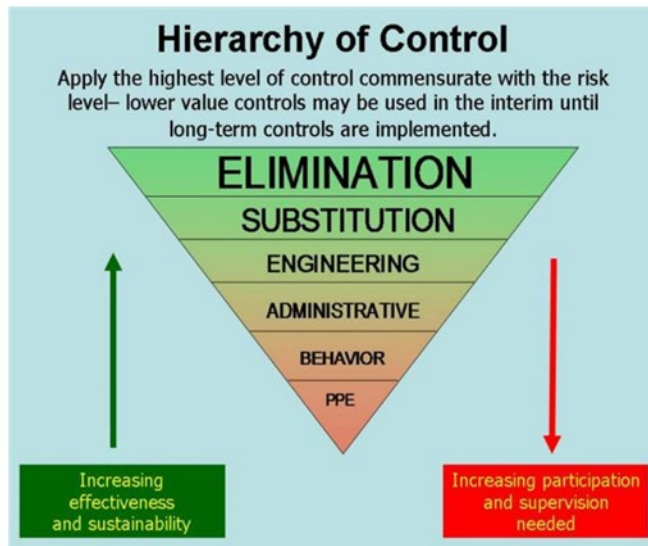 Hierarchy of Control
Apply the highest level of control commensurate with the risk
level– lower value controls may be used in the interim until
long-term controls are implemented.
ELIMINATION
SUBSTITUTION
ENGINEERING
ADMINISTRATIVE
BEHAVIOR
PPE
Increasing
effectiveness
and sustainability
Increasing participation
and supervision
needed